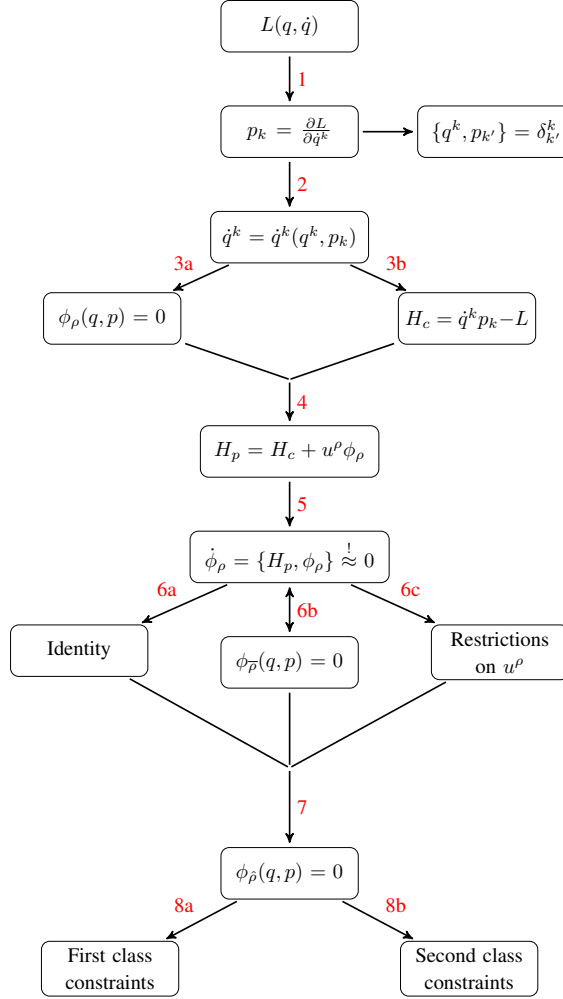 L(q, q̇)
1
p_k = ∂L/∂q̇^k
{q^k, p_{k'}} = δ^k_{k'}
2
q̇^k = q̇^k(q^k, p_k)
3a
3b
φ_ρ(q, p) = 0
H_c = q̇^k p_k − L
4
H_p = H_c + u^ρ φ_ρ
5
φ̇_ρ = {H_p, φ_ρ} ≈^! 0
6a
6b
6c
Identity
φ_ρ̅(q, p) = 0
Restrictions
on u^ρ
7
φ_ρ̂(q, p) = 0
8a
8b
First class
constraints
Second class
constraints